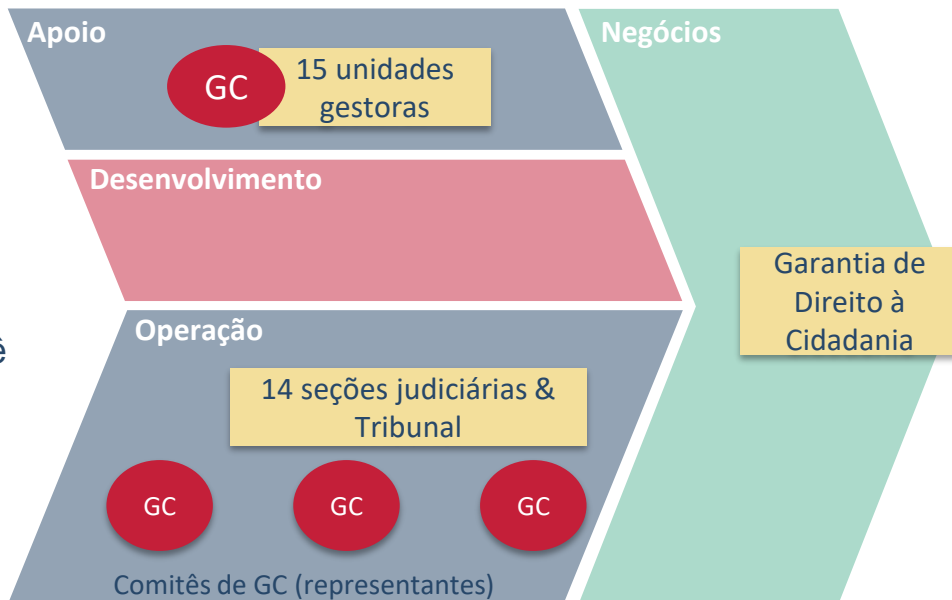 Apoio
Negócios
GC
15 unidades
gestoras
Desenvolvimento
Garantia de
Direito à
Cidadania
Operação
ê
14 seções judiciárias &
Tribunal
GC
GC
GC
Comitês de GC (representantes)